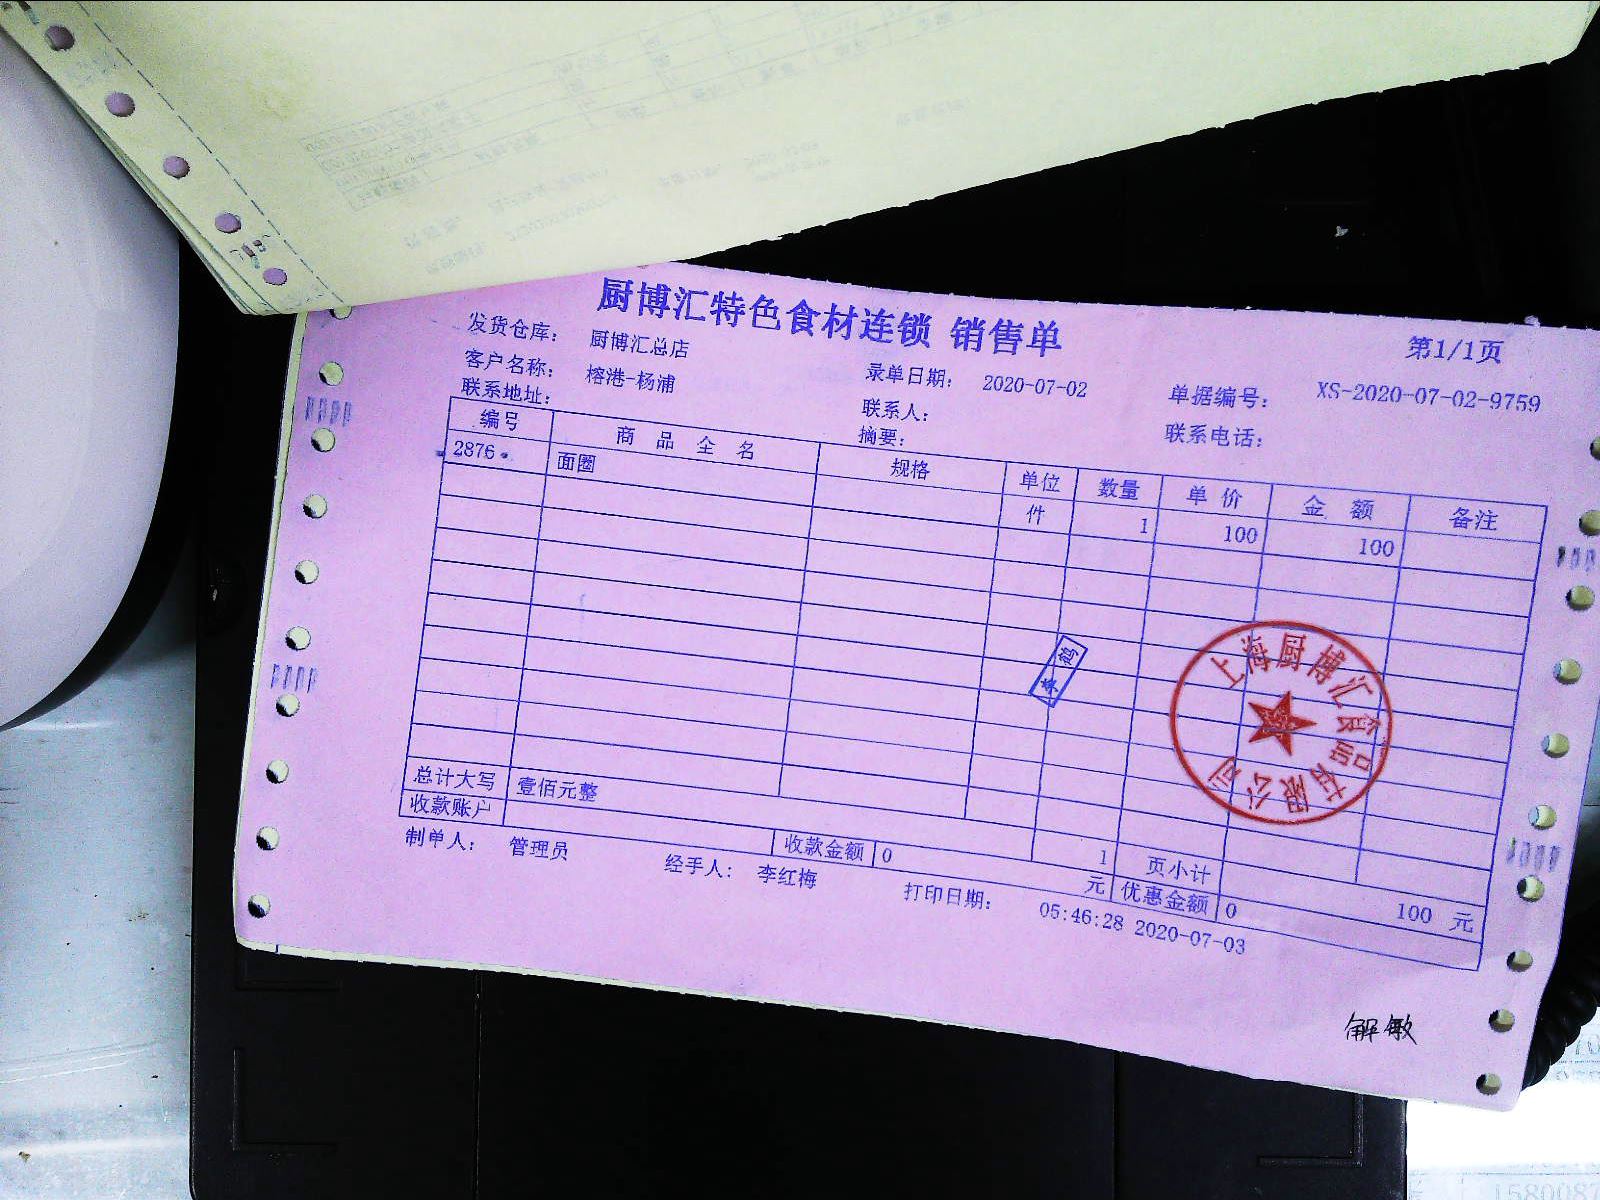 厨博汇特色食材连锁 销售单
第1/1页
发货仓库： 厨博汇总店
客户名称： 榕港-杨浦 录单日期： 2020-07-02 单据编号： XS-2020-07-02-9759
联系地址： 联系人： 联系电话：
摘要：
编号 商品全名 规格 单位 数量 单价 金额 备注
2876 面圈 件 1 100 100
上海厨博汇食品有限公司
总计大写 壹佰元整 1 页小计 100 元
收款账户 收款金额 0 元 优惠金额 0
制单人： 管理员 经手人： 李红梅 打印日期： 05:46:28 2020-07-03
解敏